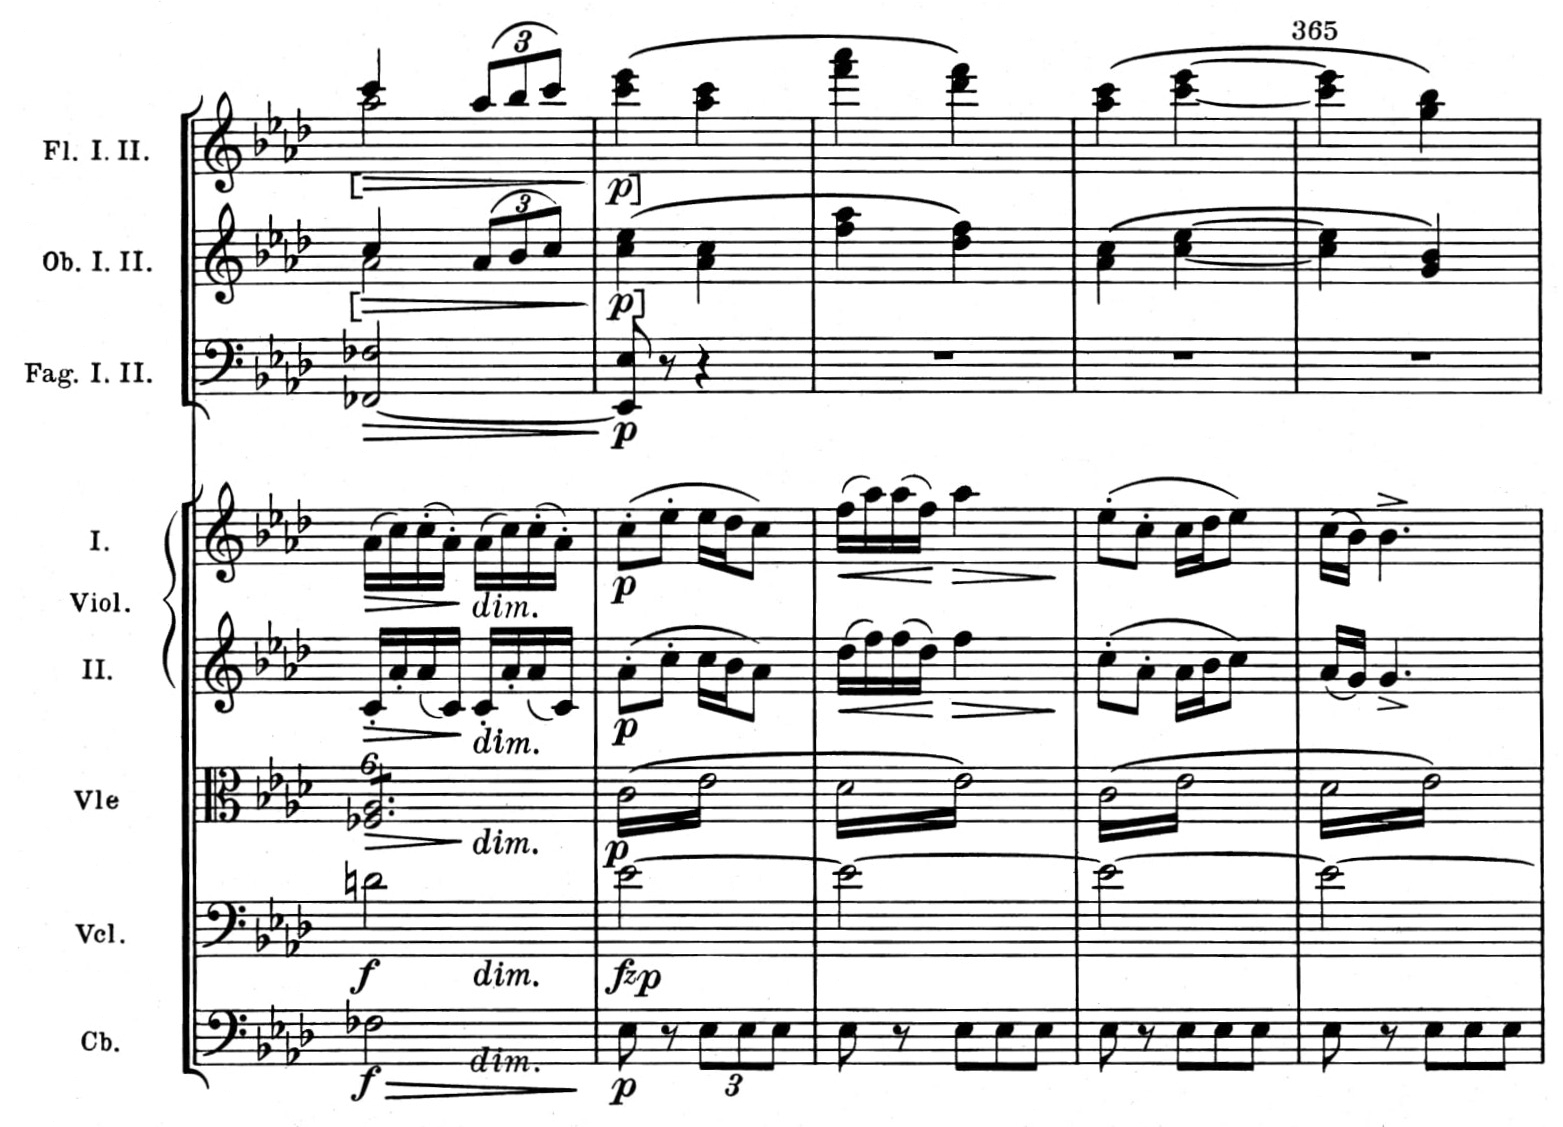 365
3
Fl. I. II.
[ p]
3
Ob. I. II.
[ p]
Fag. I. II.
p
I.
p
dim.
Viol.
II.
p
dim.
6
Vle
dim.
p
Vcl.
f dim. fzp
Cb.
dim.
f p 3